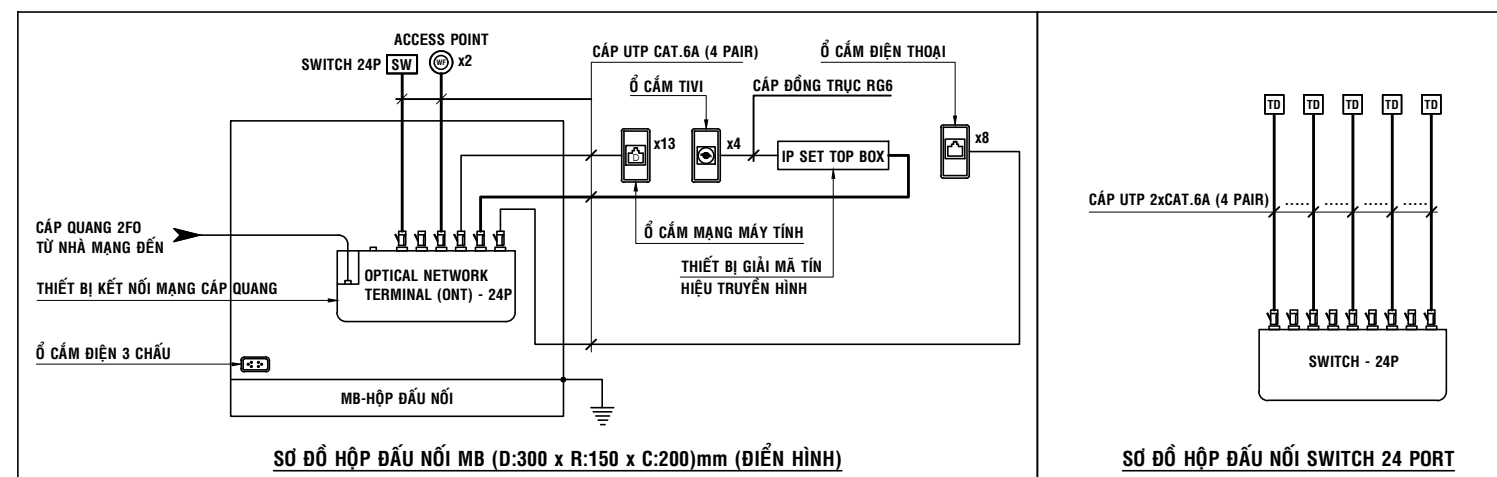 ACCESS POINT
SWITCH 24P
SW
WF
x2
CÁP UTP CAT.6A (4 PAIR)
Ổ CẮM ĐIỆN THOẠI
Ổ CẮM TIVI
CÁP ĐỒNG TRỤC RG6
x13
D
x4
IP SET TOP BOX
x8
CÁP QUANG 2FO
TỪ NHÀ MẠNG ĐẾN
Ổ CẮM MẠNG MÁY TÍNH
THIẾT BỊ GIẢI MÃ TÍN
HIỆU TRUYỀN HÌNH
OPTICAL NETWORK
TERMINAL (ONT) - 24P
THIẾT BỊ KẾT NỐI MẠNG CÁP QUANG
Ổ CẮM ĐIỆN 3 CHẤU
MB-HỘP ĐẤU NỐI
SƠ ĐỒ HỘP ĐẤU NỐI MB (D:300 x R:150 x C:200)mm (ĐIỂN HÌNH)
TD TD TD TD TD
CÁP UTP 2xCAT.6A (4 PAIR)
..... ..... ..... .....
SWITCH - 24P
SƠ ĐỒ HỘP ĐẤU NỐI SWITCH 24 PORT